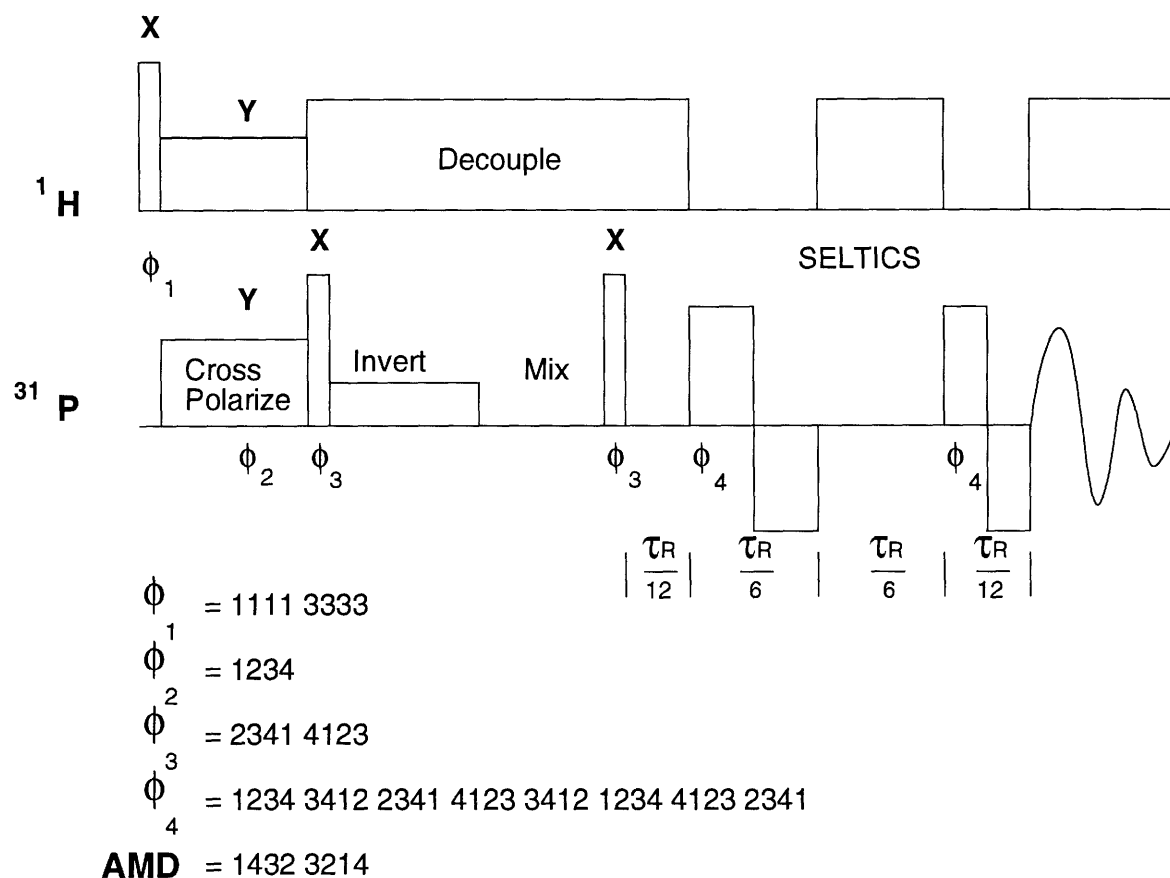 X
Y
Decouple
¹H
X
X
SELTICS
ϕ₁
Y
Invert
Mix
Cross
Polarize
³¹P
ϕ₂
ϕ₃
ϕ₃
ϕ₄
ϕ₄
τR/12
τR/6
τR/6
τR/12
ϕ₁ = 1111 3333
ϕ₂ = 1234
ϕ₃ = 2341 4123
ϕ₄ = 1234 3412 2341 4123 3412 1234 4123 2341
AMD = 1432 3214